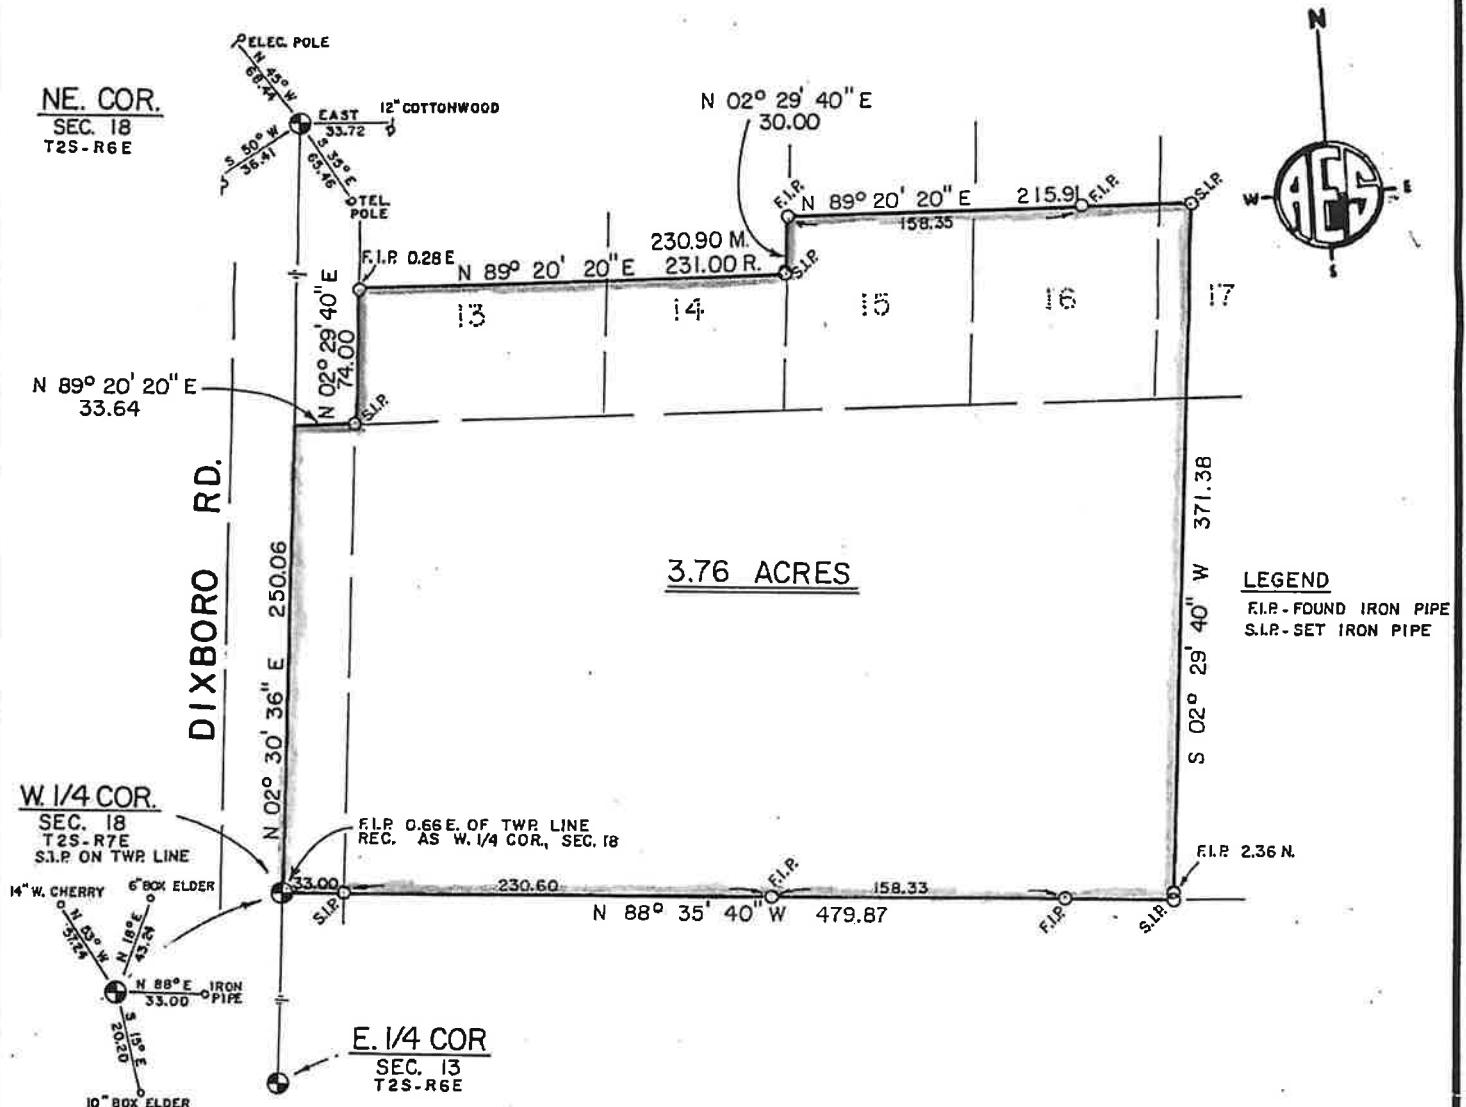 ELEC. POLE
N 45° W
68.44
NE. COR.
SEC. 18
T2S-R6E
EAST
33.72
12" COTTONWOOD
S 50° W
36.41
S 35° E
65.46
TEL.
POLE
N 02° 29' 40" E
30.00
N
W
E
S
AES
F.I.P.
N 89° 20' 20" E 215.91
F.I.P.
S.I.P.
158.35
230.90 M.
N 89° 20' 20" E 231.00 R.
S.I.P.
F.I.P. 0.28 E
13
14
15
16
17
N 02° 29' 40" E
74.00
S.I.P.
N 89° 20' 20" E
33.64
DIXBORO RD.
N 02° 30' 36" E 250.06
3.76 ACRES
S 02° 29' 40" W 371.38
LEGEND
F.I.P. - FOUND IRON PIPE
S.I.P. - SET IRON PIPE
W. 1/4 COR.
SEC. 18
T2S-R7E
S.I.P. ON TWP. LINE
F.I.P. 0.66 E. OF TWP. LINE
REC. AS W. 1/4 COR., SEC. 18
F.I.P. 2.36 N.
33.00
S.I.P.
230.60
F.I.P.
158.33
N 88° 35' 40" W 479.87
F.I.P.
S.I.P.
14" W. CHERRY
6" BOX ELDER
N 18° E
43.24
57.24
N 88° E
33.00
IRON
PIPE
S 15° E
20.20
10" BOX ELDER
E. 1/4 COR
SEC. 13
T2S-R6E